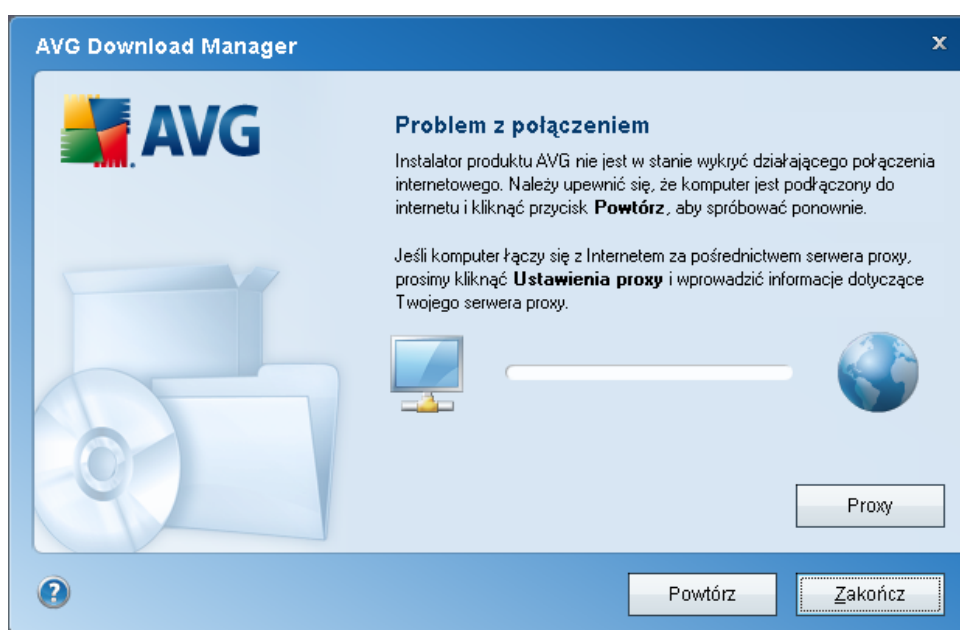 AVG Download Manager
x
AVG
Problem z połączeniem
Instalator produktu AVG nie jest w stanie wykryć działającego połączenia
internetowego. Należy upewnić się, że komputer jest podłączony do
internetu i kliknąć przycisk Powtórz, aby spróbować ponownie.
Jeśli komputer łączy się z Internetem za pośrednictwem serwera proxy,
prosimy kliknąć Ustawienia proxy i wprowadzić informacje dotyczące
Twojego serwera proxy.
Proxy
?
Powtórz
Zakończ